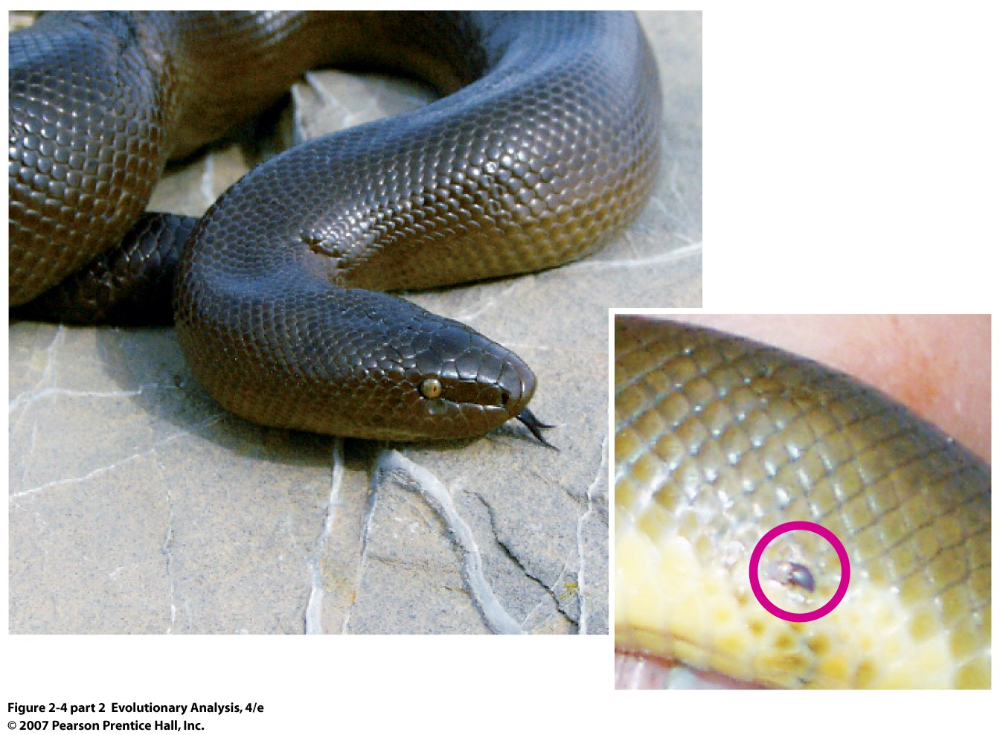 Figure 2-4 part 2 Evolutionary Analysis, 4/e
© 2007 Pearson Prentice Hall, Inc.